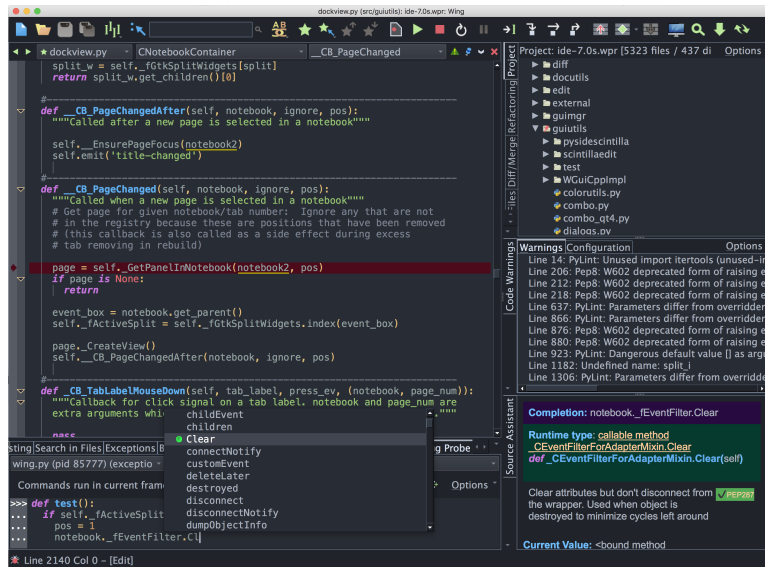 dockview.py (src/guiutils): ide-7.0s.wpr: Wing
dockview.py
CNotebookContainer
__CB_PageChanged
split_w = self._fGtkSplitWidgets[split]
return split_w.get_children()[0]
#----------------------------------------------------------------------
def __CB_PageChangedAfter(self, notebook, ignore, pos):
"""Called after a new page is selected in a notebook"""
self.__EnsurePageFocus(notebook2)
self.emit('title-changed')
#----------------------------------------------------------------------
def __CB_PageChanged(self, notebook, ignore, pos):
"""Called when a new page is selected in a notebook"""
# Get page for given notebook/tab number:  Ignore any that are not
# in the registry because these are positions that have been removed
# (this callback is also called as a side effect during excess
# tab removing in rebuild)
page = self._GetPanelInNotebook(notebook2, pos)
if page is None:
return
event_box = notebook.get_parent()
self._fActiveSplit = self._fGtkSplitWidgets.index(event_box)
page._CreateView()
self.__CB_PageChangedAfter(notebook, ignore, pos)
#----------------------------------------------------------------------
def _CB_TabLabelMouseDown(self, tab_label, press_ev, (notebook, page_num)):
"""Callback for click signal on a tab label. notebook and page_num are
extra arguments whi
."""
pass
childEvent
children
Clear
connectNotify
customEvent
deleteLater
destroyed
disconnect
disconnectNotify
dumpObjectInfo
sting
Search in Files
Exceptions
B
g Probe
wing.py (pid 85777) (exceptio
Commands run in current fram
Options
>>> def test():
... if self._fActiveSplit
... pos = 1
... notebook._fEventFilter.Cl
Line 2140 Col 0 - [Edit]
Project
Refactoring
Diff/Merge
Files
Project: ide-7.0s.wpr [5323 files / 437 di
Options
diff
docutils
edit
external
guimgr
guiutils
pysidescintilla
scintillaedit
test
WGuiCppImpl
colorutils.py
combo.py
combo_qt4.py
dialogs.py
Code Warnings
Warnings
Configuration
Options
Line 14: PyLint: Unused import itertools (unused-in
Line 206: Pep8: W602 deprecated form of raising e
Line 212: Pep8: W602 deprecated form of raising e
Line 218: Pep8: W602 deprecated form of raising e
Line 637: PyLint: Parameters differ from overridden
Line 866: PyLint: Parameters differ from overridden
Line 876: Pep8: W602 deprecated form of raising e
Line 880: Pep8: W602 deprecated form of raising e
Line 923: PyLint: Dangerous default value [] as argu
Line 1182: Undefined name: split_i
Line 1306: PyLint: Parameters differ from overridde
Source Assistant
Completion: notebook._fEventFilter.Clear
Runtime type: callable method
_CEventFilterForAdapterMixin.Clear
def _CEventFilterForAdapterMixin.Clear(self)
Clear attributes but don't disconnect from
the wrapper. Used when object is
destroyed to minimize cycles left around
PEP287
Current Value: <bound method